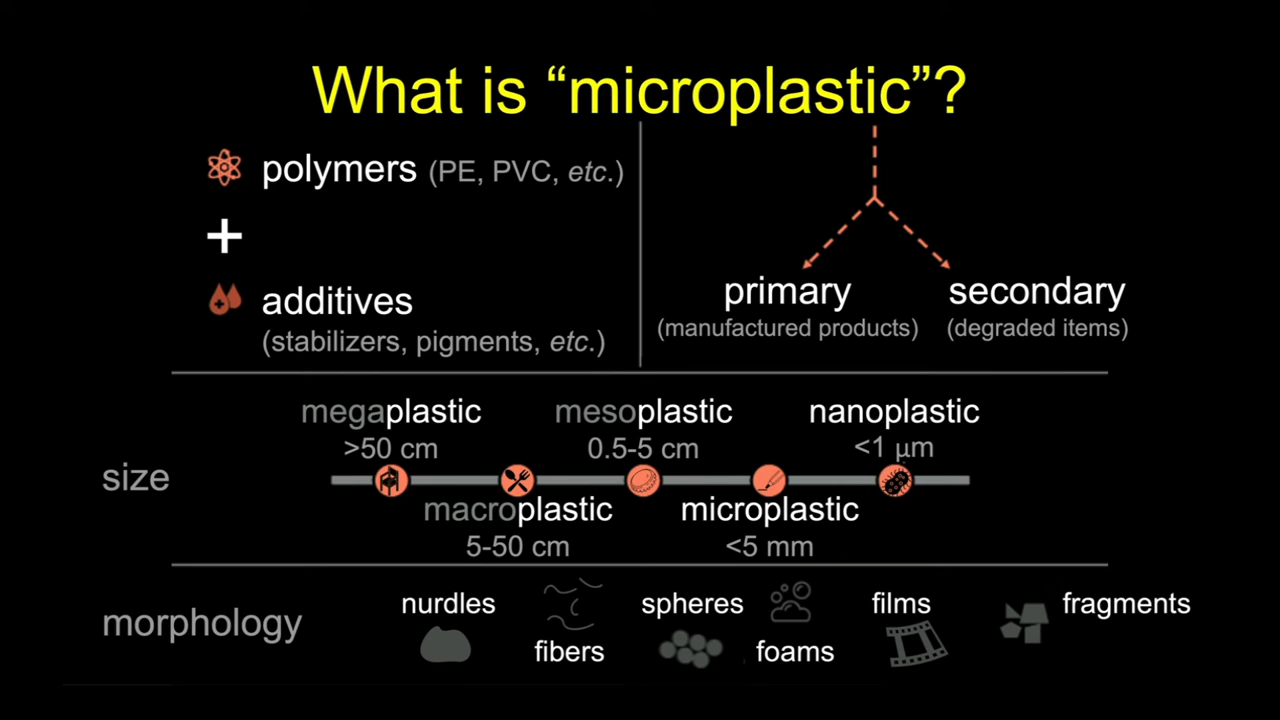 What is “microplastic”?
polymers (PE, PVC, etc.)
+
additives
(stabilizers, pigments, etc.)
primary
(manufactured products)
secondary
(degraded items)
size
megaplastic
>50 cm
macroplastic
5-50 cm
mesoplastic
0.5-5 cm
microplastic
<5 mm
nanoplastic
<1 μm
morphology
nurdles
fibers
spheres
foams
films
fragments